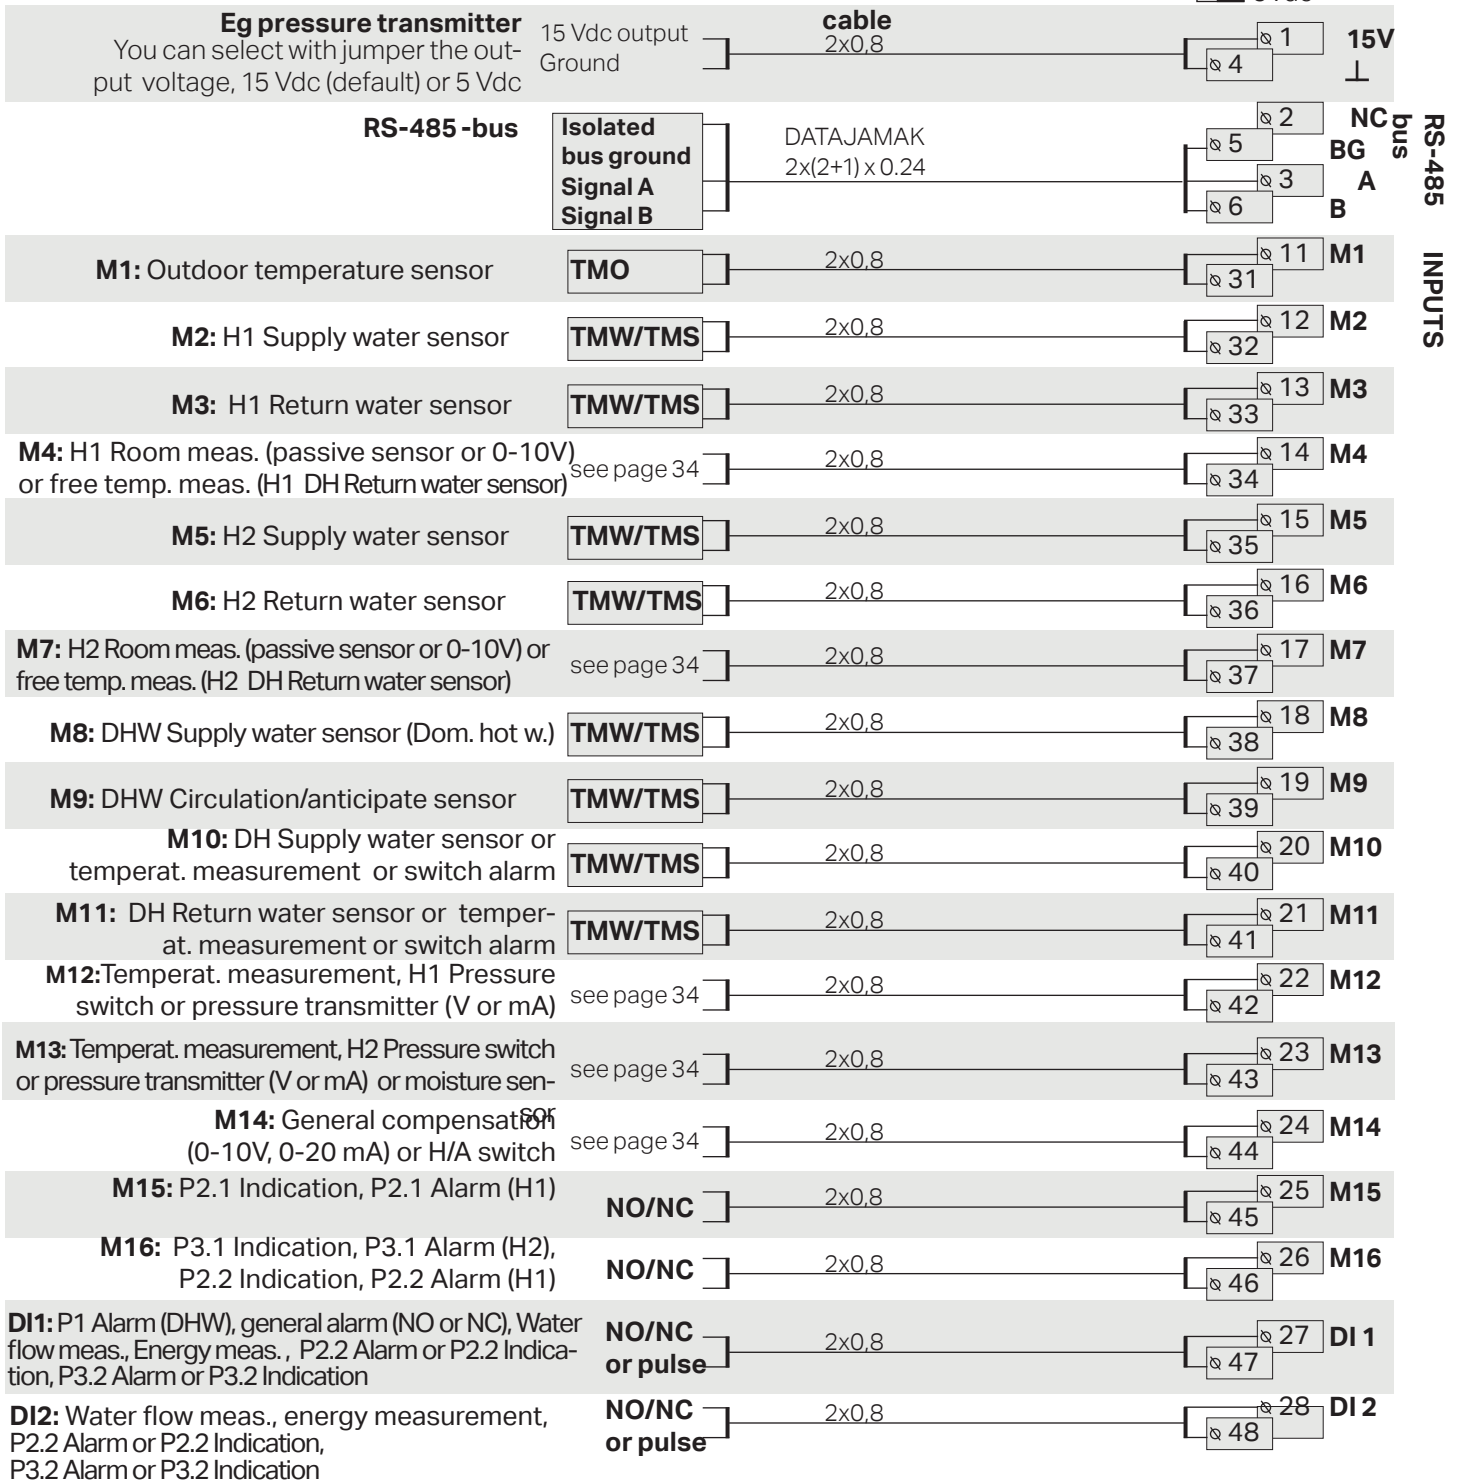 Eg pressure transmitter
You can select with jumper the out-
put voltage, 15 Vdc (default) or 5 Vdc
15 Vdc output
Ground
cable
2x0,8
1
4
15V
⊥
RS-485 -bus
Isolated
bus ground
Signal A
Signal B
DATAJAMAK
2x(2+1) x 0.24
2
5
3
6
NC
BG
A
B
RS-485
bus
INPUTS
M1: Outdoor temperature sensor
TMO
2x0,8
11
31
M1
M2: H1 Supply water sensor
TMW/TMS
2x0,8
12
32
M2
M3: H1 Return water sensor
TMW/TMS
2x0,8
13
33
M3
M4: H1 Room meas. (passive sensor or 0-10V)
or free temp. meas. (H1 DH Return water sensor)
see page 34
2x0,8
14
34
M4
M5: H2 Supply water sensor
TMW/TMS
2x0,8
15
35
M5
M6: H2 Return water sensor
TMW/TMS
2x0,8
16
36
M6
M7: H2 Room meas. (passive sensor or 0-10V) or
free temp. meas. (H2 DH Return water sensor)
see page 34
2x0,8
17
37
M7
M8: DHW Supply water sensor (Dom. hot w.)
TMW/TMS
2x0,8
18
38
M8
M9: DHW Circulation/anticipate sensor
TMW/TMS
2x0,8
19
39
M9
M10: DH Supply water sensor or
temperat. measurement or switch alarm
TMW/TMS
2x0,8
20
40
M10
M11: DH Return water sensor or temper-
at. measurement or switch alarm
TMW/TMS
2x0,8
21
41
M11
M12:Temperat. measurement, H1 Pressure
switch or pressure transmitter (V or mA)
see page 34
2x0,8
22
42
M12
M13: Temperat. measurement, H2 Pressure switch
or pressure transmitter (V or mA) or moisture sen-
sor
see page 34
2x0,8
23
43
M13
M14: General compensation
(0-10V, 0-20 mA) or H/A switch
see page 34
2x0,8
24
44
M14
M15: P2.1 Indication, P2.1 Alarm (H1)
NO/NC
2x0,8
25
45
M15
M16: P3.1 Indication, P3.1 Alarm (H2),
P2.2 Indication, P2.2 Alarm (H1)
NO/NC
2x0,8
26
46
M16
DI1: P1 Alarm (DHW), general alarm (NO or NC), Water
flow meas., Energy meas. , P2.2 Alarm or P2.2 Indica-
tion, P3.2 Alarm or P3.2 Indication
NO/NC
or pulse
2x0,8
27
47
DI 1
DI2: Water flow meas., energy measurement,
P2.2 Alarm or P2.2 Indication,
P3.2 Alarm or P3.2 Indication
NO/NC
or pulse
2x0,8
28
48
DI 2